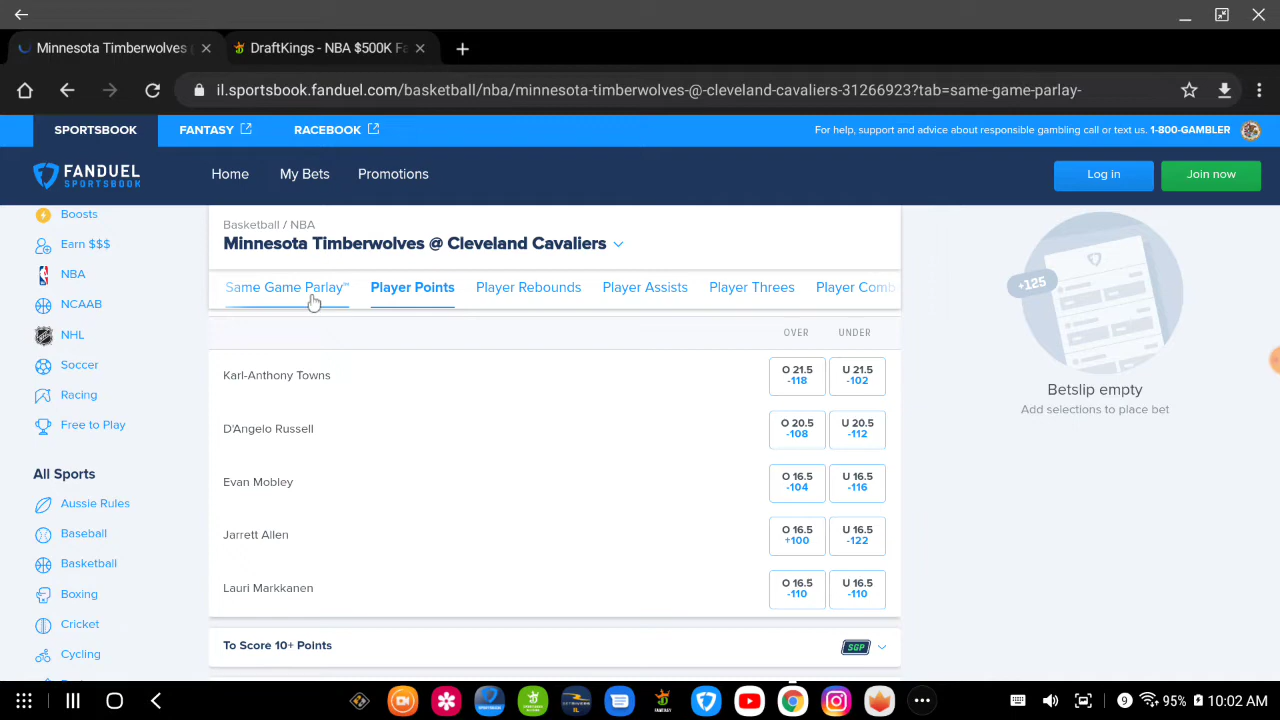 Minnesota Timberwolves
DraftKings - NBA $500K Fa
il.sportsbook.fanduel.com/basketball/nba/minnesota-timberwolves-@-cleveland-cavaliers-31266923?tab=same-game-parlay-
SPORTSBOOK FANTASY RACEBOOK For help, support and advice about responsible gambling call or text us. 1-800-GAMBLER
FANDUEL
SPORTSBOOK
Home My Bets Promotions Log in Join now
Boosts
Earn $$$
NBA
NCAAB
NHL
Soccer
Racing
Free to Play
All Sports
Aussie Rules
Baseball
Basketball
Boxing
Cricket
Cycling
Basketball / NBA
Minnesota Timberwolves @ Cleveland Cavaliers
Same Game Parlay™ Player Points Player Rebounds Player Assists Player Threes Player Comb
OVER UNDER
Karl-Anthony Towns O 21.5 -118 U 21.5 -102
D'Angelo Russell O 20.5 -108 U 20.5 -112
Evan Mobley O 16.5 -104 U 16.5 -116
Jarrett Allen O 16.5 +100 U 16.5 -122
Lauri Markkanen O 16.5 -110 U 16.5 -110
To Score 10+ Points SGP
+125
Betslip empty
Add selections to place bet
9 95% 10:02 AM